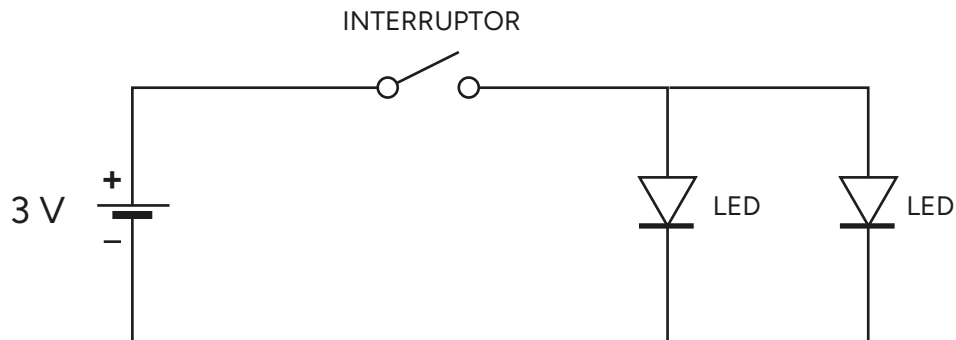 INTERRUPTOR
+
3 V
–
LED
LED